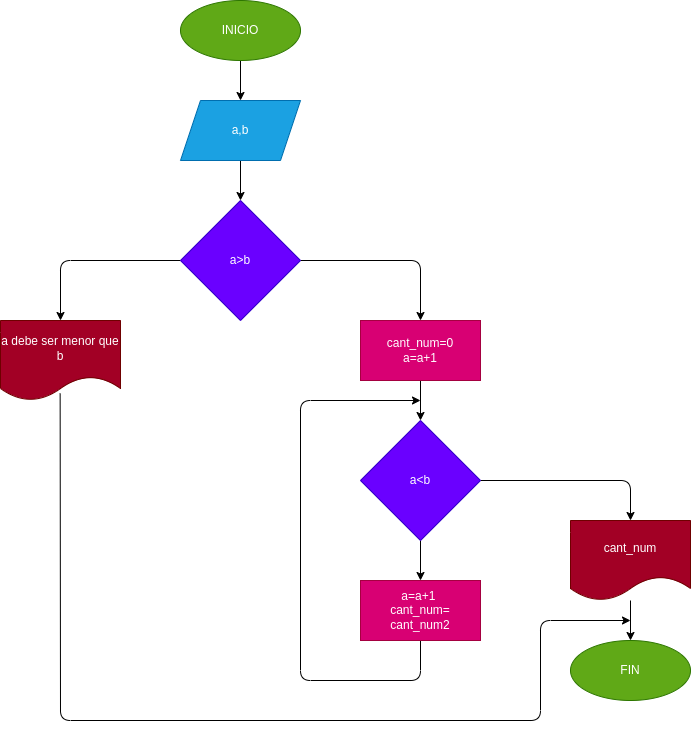 INICIO
a,b
a>b
a debe ser menor que
b
cant_num=0
a=a+1
a<b
cant_num
a=a+1
cant_num=
cant_num2
FIN